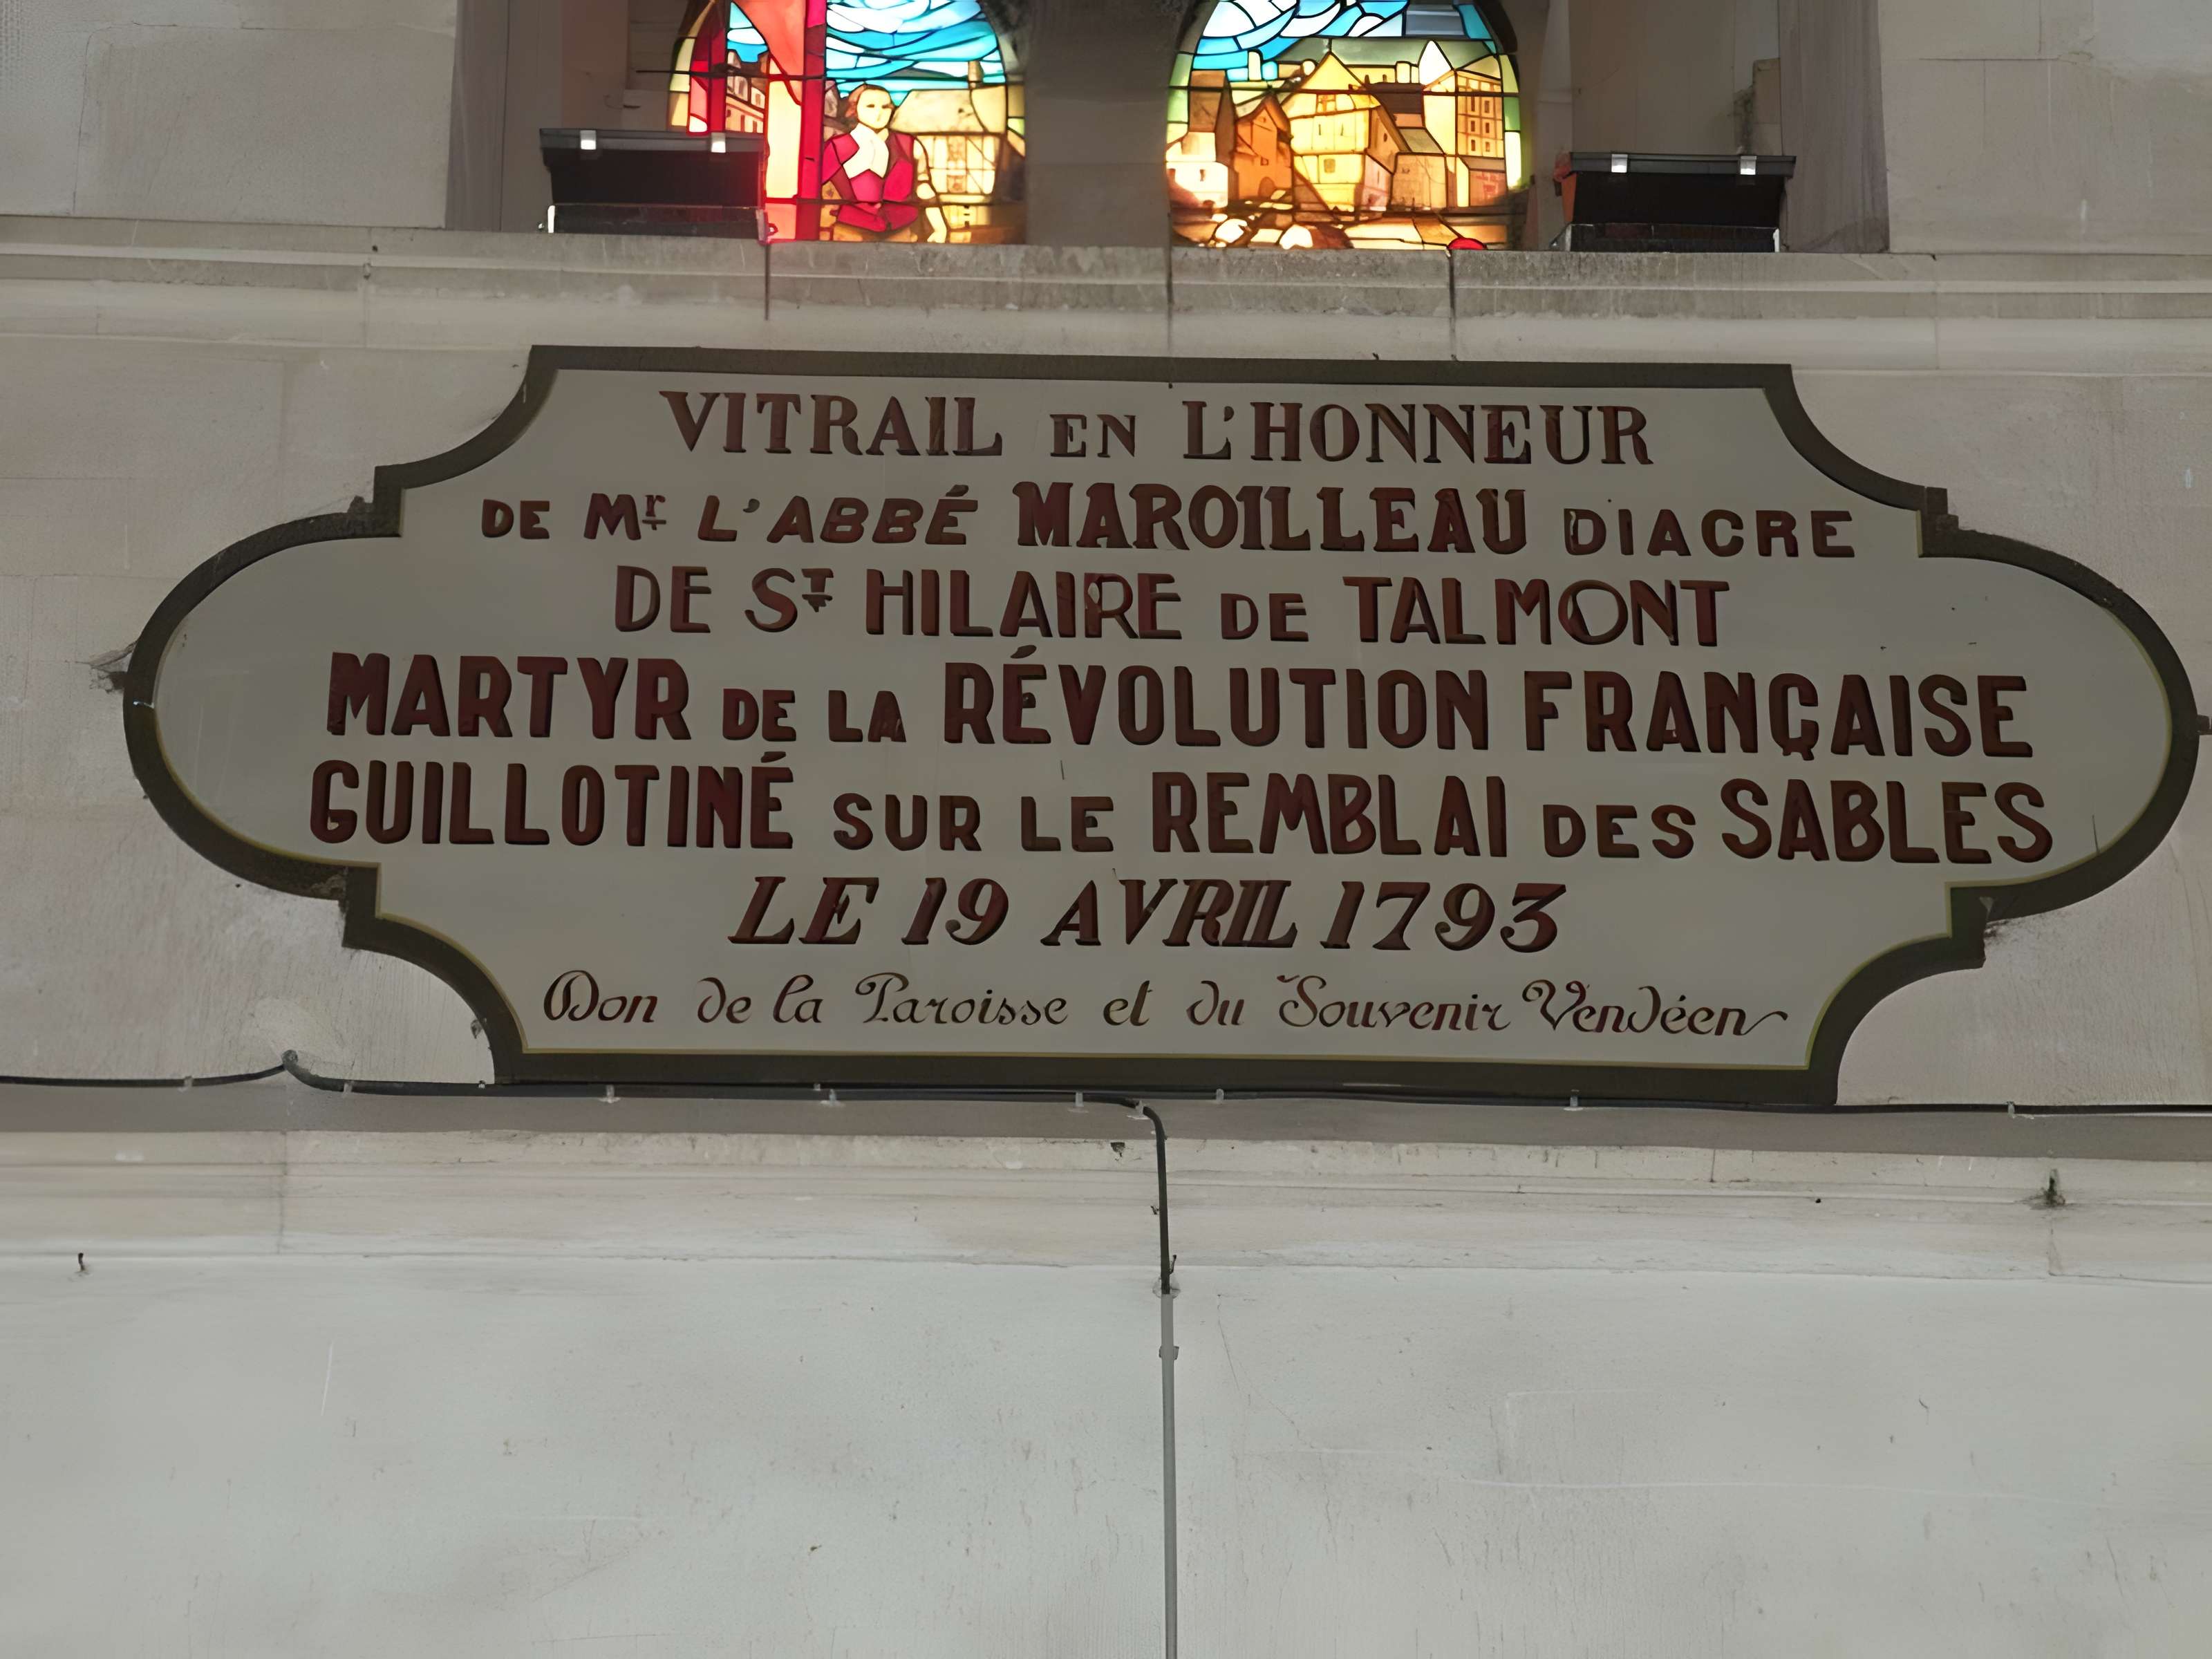 VITRAIL EN L'HONNEUR
DE Mr L'ABBÉ MAROILLEAU DIACRE
DE ST HILAIRE DE TALMONT
MARTYR DE LA RÉVOLUTION FRANÇAISE
GUILLOTINÉ SUR LE REMBLAI DES SABLES
LE 19 AVRIL 1793
Don de la Paroisse et du Souvenir Vendéen